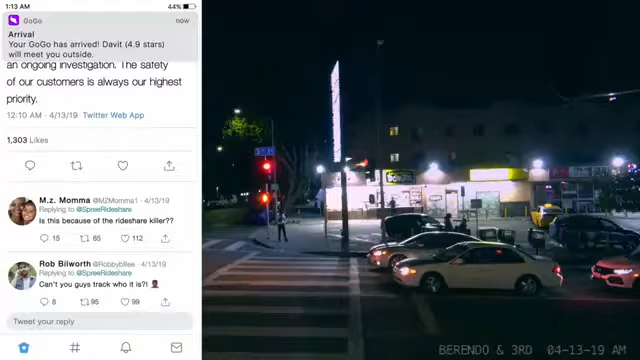 1:13 AM
44%
GoGo
now
Arrival
Your GoGo has arrived! Davit (4.9 stars)
will meet you outside.
an ongoing investigation. The safety
of our customers is always our highest
priority.
12:10 AM · 4/13/19 Twitter Web App
1,303 Likes
M.z. Momma @MZMomma1 · 4/13/19
Replying to @SpreeRideshare
Is this because of the rideshare killer??
15 65 112
Rob Bilworth @RobbybRee · 4/13/19
Replying to @SpreeRideshare
Can't you guys track who it is?!
8 95 99
Tweet your reply
BERENDO & 3RD 04-13-19 AM